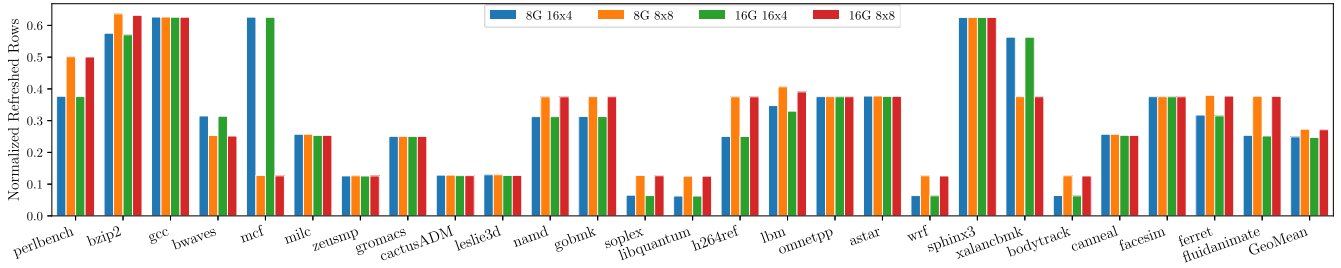 Normalized Refreshed Rows
0.0
0.1
0.2
0.3
0.4
0.5
0.6
8G 16x4 8G 8x8 16G 16x4 16G 8x8
perlbench bzip2 gcc bwaves mcf milc zeusmp gromacs cactusADM leslie3d namd gobmk soplex libquantum h264ref lbm omnetpp astar wrf sphinx3 xalancbmk bodytrack canneal facesim ferret fluidanimate GeoMean